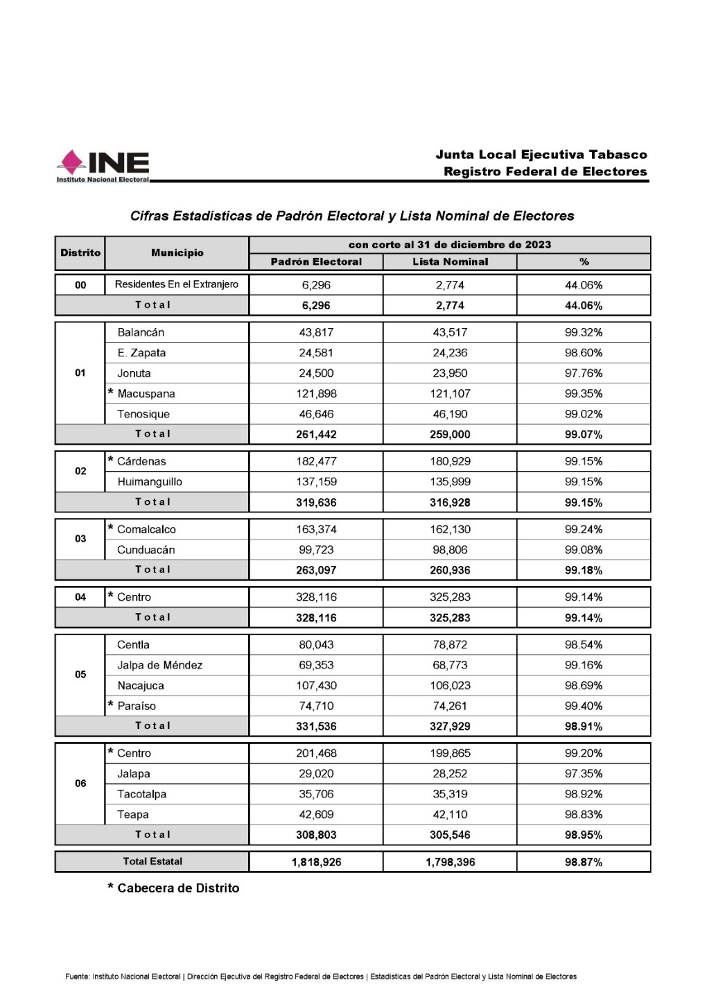 INE
Instituto Nacional Electoral
Junta Local Ejecutiva Tabasco
Registro Federal de Electores
Cifras Estadísticas de Padrón Electoral y Lista Nominal de Electores
Distrito Municipio con corte al 31 de diciembre de 2023
Padrón Electoral Lista Nominal %
00 Residentes En el Extranjero 6,296 2,774 44.06%
Total 6,296 2,774 44.06%
01
Balancán 43,817 43,517 99.32%
E. Zapata 24,581 24,236 98.60%
Jonuta 24,500 23,950 97.76%
* Macuspana 121,898 121,107 99.35%
Tenosique 46,646 46,190 99.02%
Total 261,442 259,000 99.07%
02
* Cárdenas 182,477 180,929 99.15%
Huimanguillo 137,159 135,999 99.15%
Total 319,636 316,928 99.15%
03
* Comalcalco 163,374 162,130 99.24%
Cunduacán 99,723 98,806 99.08%
Total 263,097 260,936 99.18%
04 * Centro 328,116 325,283 99.14%
Total 328,116 325,283 99.14%
05
Centla 80,043 78,872 98.54%
Jalpa de Méndez 69,353 68,773 99.16%
Nacajuca 107,430 106,023 98.69%
* Paraíso 74,710 74,261 99.40%
Total 331,536 327,929 98.91%
06
* Centro 201,468 199,865 99.20%
Jalapa 29,020 28,252 97.35%
Tacotalpa 35,706 35,319 98.92%
Teapa 42,609 42,110 98.83%
Total 308,803 305,546 98.95%
Total Estatal 1,818,926 1,798,396 98.87%
* Cabecera de Distrito
Fuente: Instituto Nacional Electoral | Dirección Ejecutiva del Registro Federal de Electores | Estadísticas del Padrón Electoral y Lista Nominal de Electores